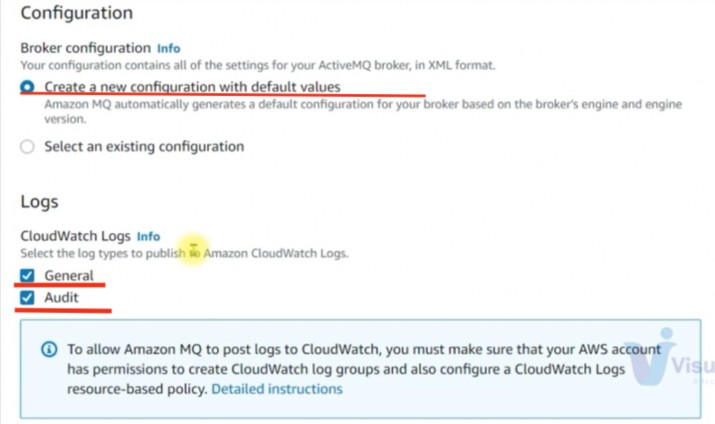 Configuration
Broker configuration Info
Your configuration contains all of the settings for your ActiveMQ broker, in XML format.
Create a new configuration with default values
Amazon MQ automatically generates a default configuration for your broker based on the broker's engine and engine
version.
Select an existing configuration
Logs
CloudWatch Logs Info
Select the log types to publish to Amazon CloudWatch Logs.
General
Audit
To allow Amazon MQ to post logs to CloudWatch, you must make sure that your AWS account
has permissions to create CloudWatch log groups and also configure a CloudWatch Logs
resource-based policy. Detailed instructions
Visu